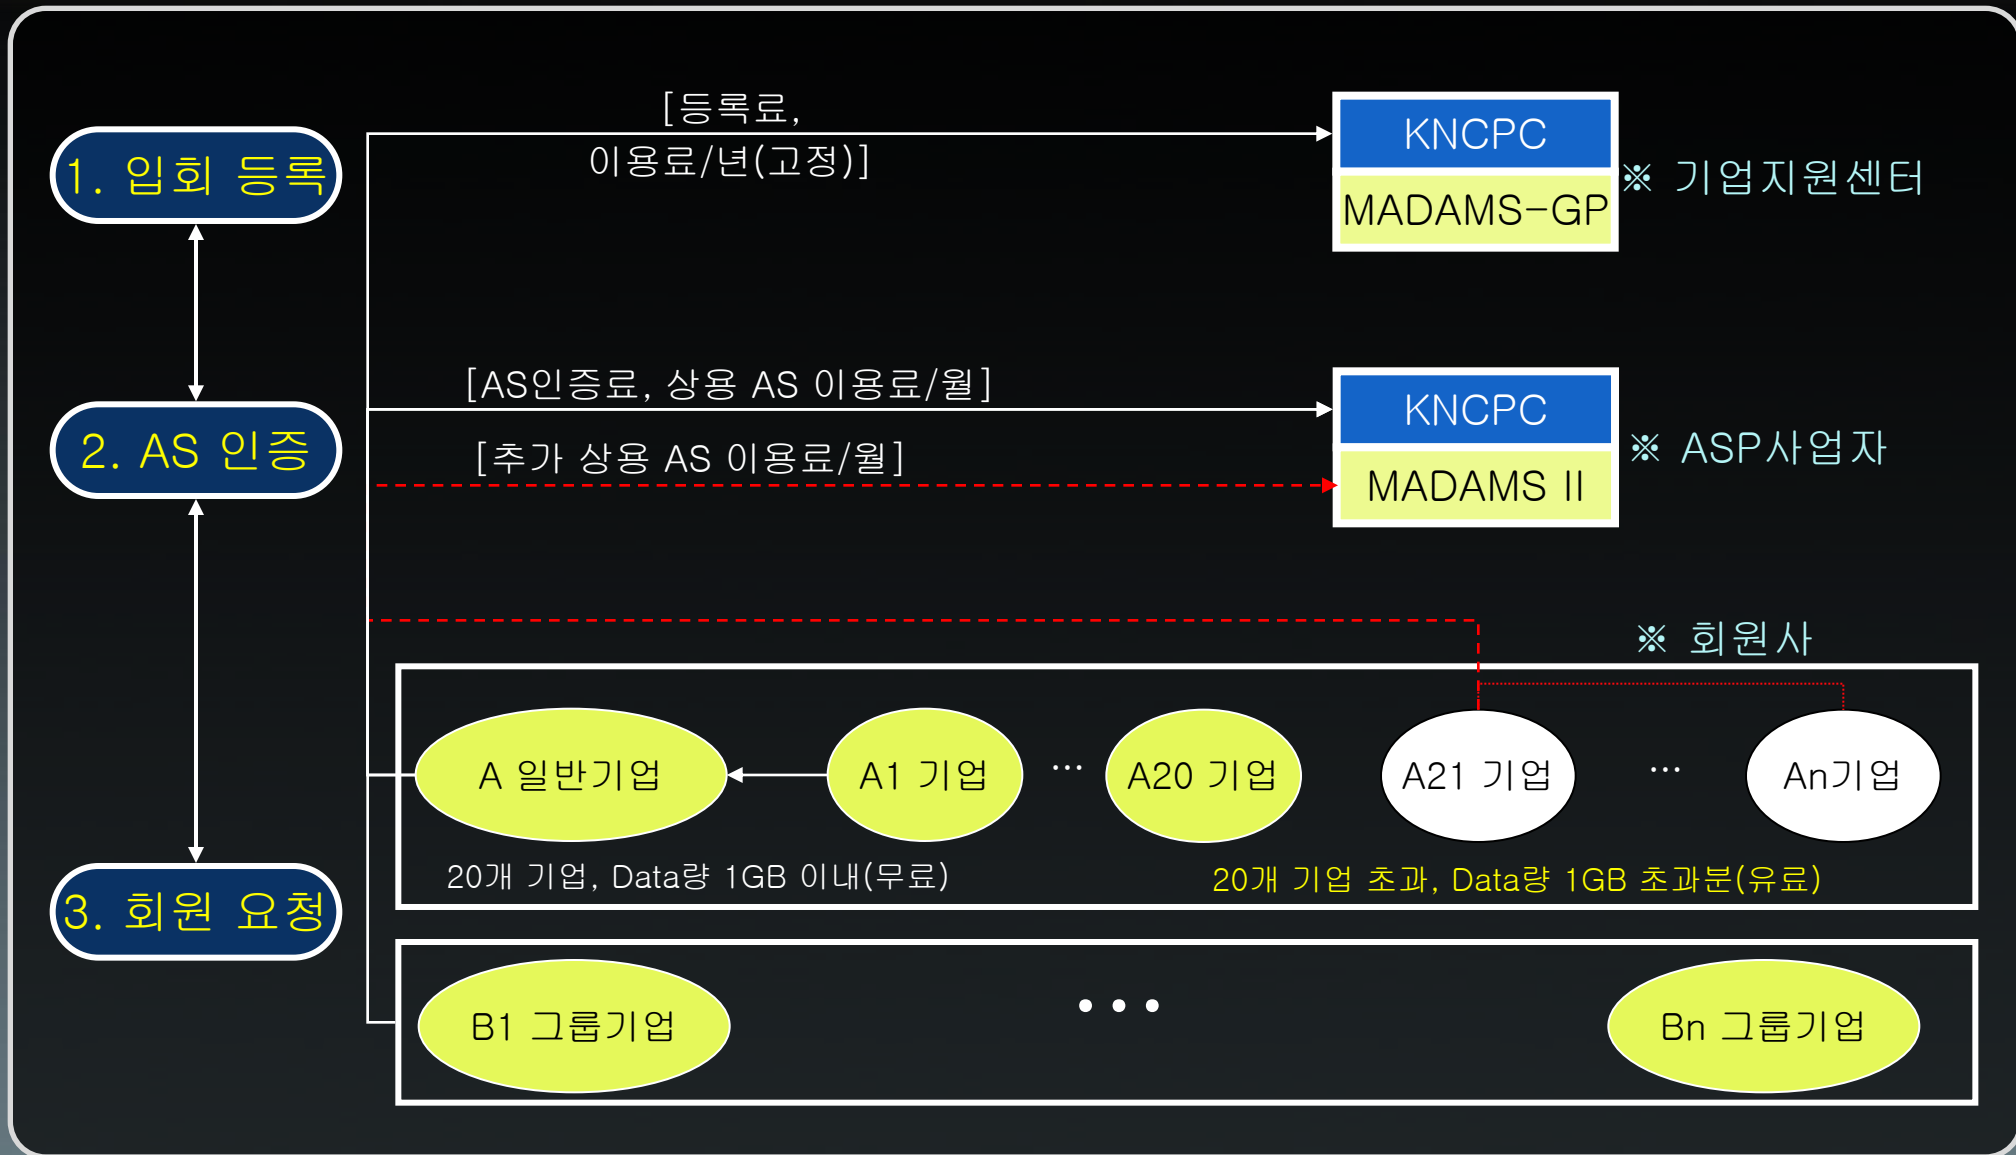 [등록료,
이용료/년(고정)]
KNCPC
MADAMS-GP
※ 기업지원센터
1. 입회 등록
[AS인증료, 상용 AS 이용료/월]
[추가 상용 AS 이용료/월]
KNCPC
MADAMS II
※ ASP사업자
2. AS 인증
※ 회원사
A 일반기업
A1 기업
...
A20 기업
A21 기업
...
An기업
20개 기업, Data량 1GB 이내(무료)
20개 기업 초과, Data량 1GB 초과분(유료)
3. 회원 요청
B1 그룹기업
...
Bn 그룹기업